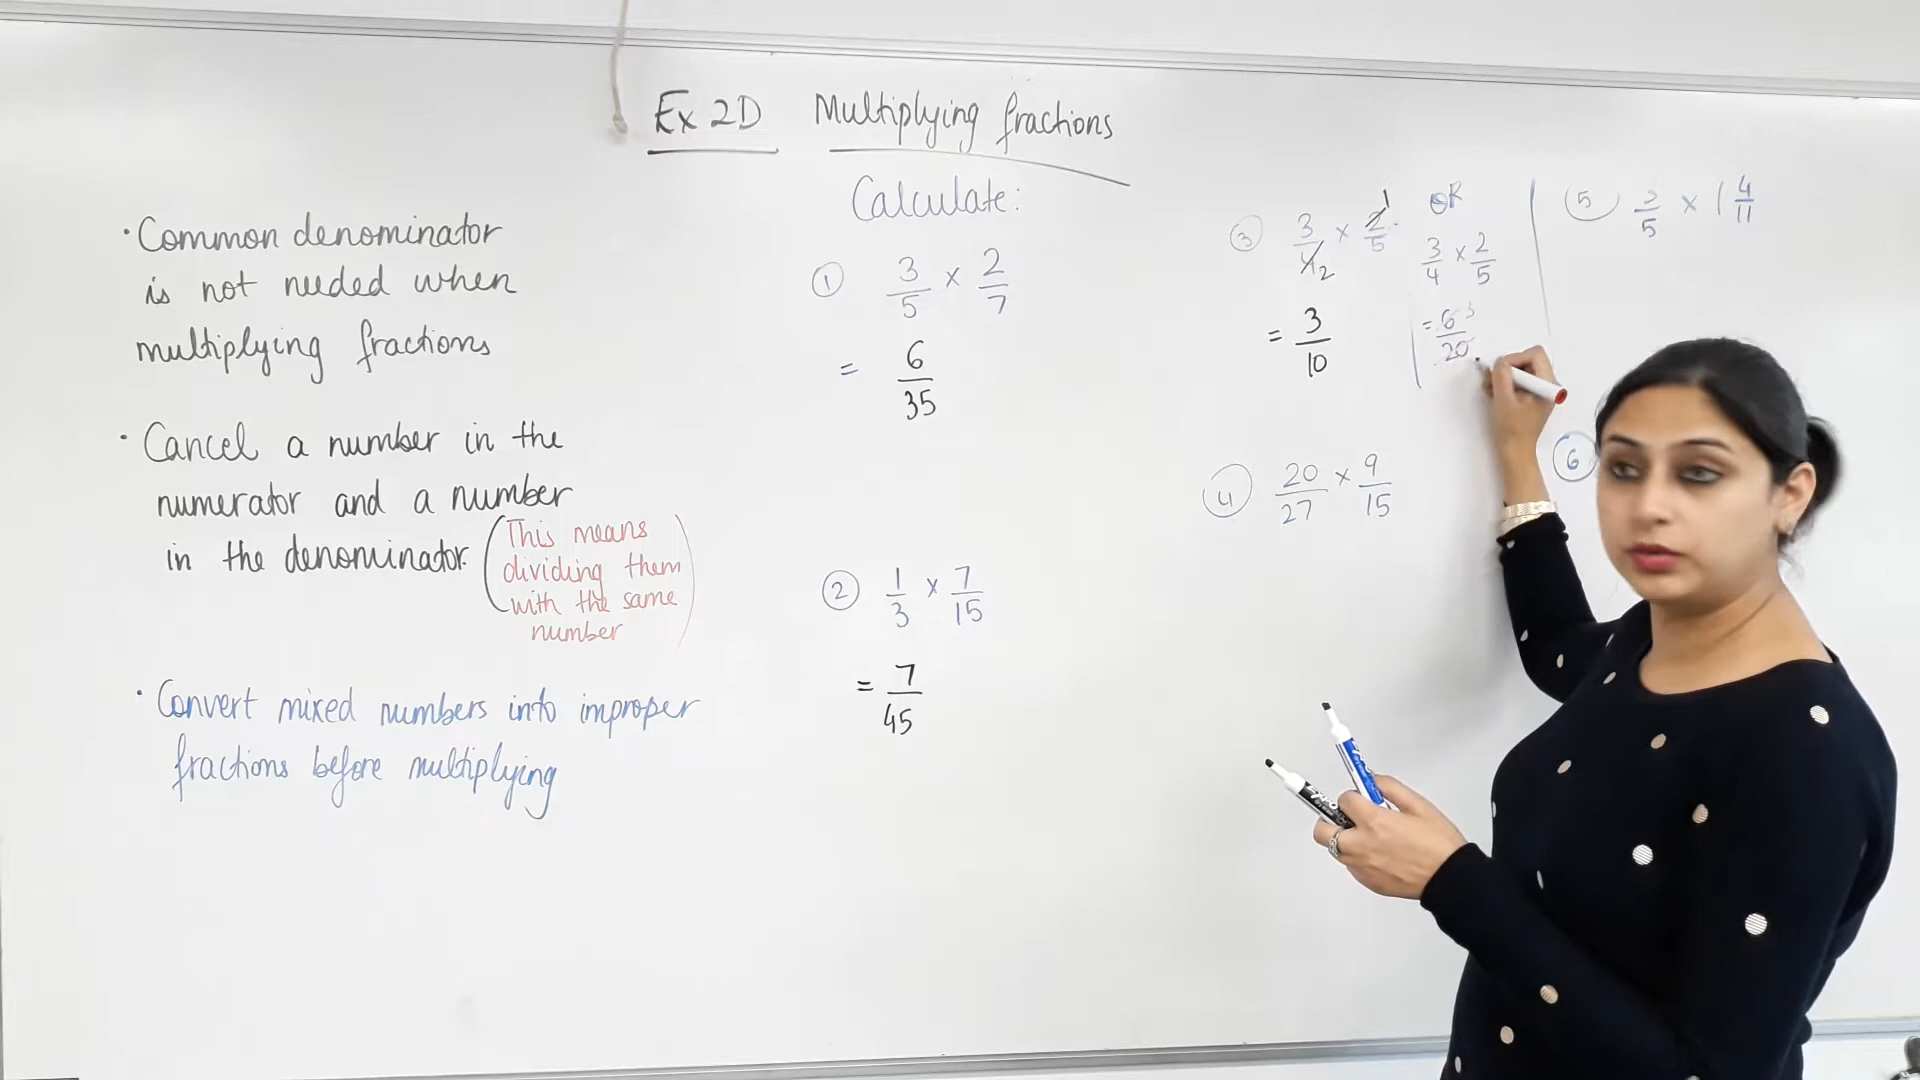 Ex 2D Multiplying fractions
• Common denominator
is not needed when
multiplying fractions
• Cancel a number in the
numerator and a number
in the denominator.
(This means
dividing them
with the same
number)
• Convert mixed numbers into improper
fractions before multiplying
Calculate:
① 3/5 × 2/7
= 6/35
② 1/3 × 7/15
= 7/45
③ 3/4 2 × 2/5 1
= 3/10
OR
3/4 × 2/5
= 6/20 3
④ 20/27 × 9/15
⑤ /5 × 1 4/11
⑥